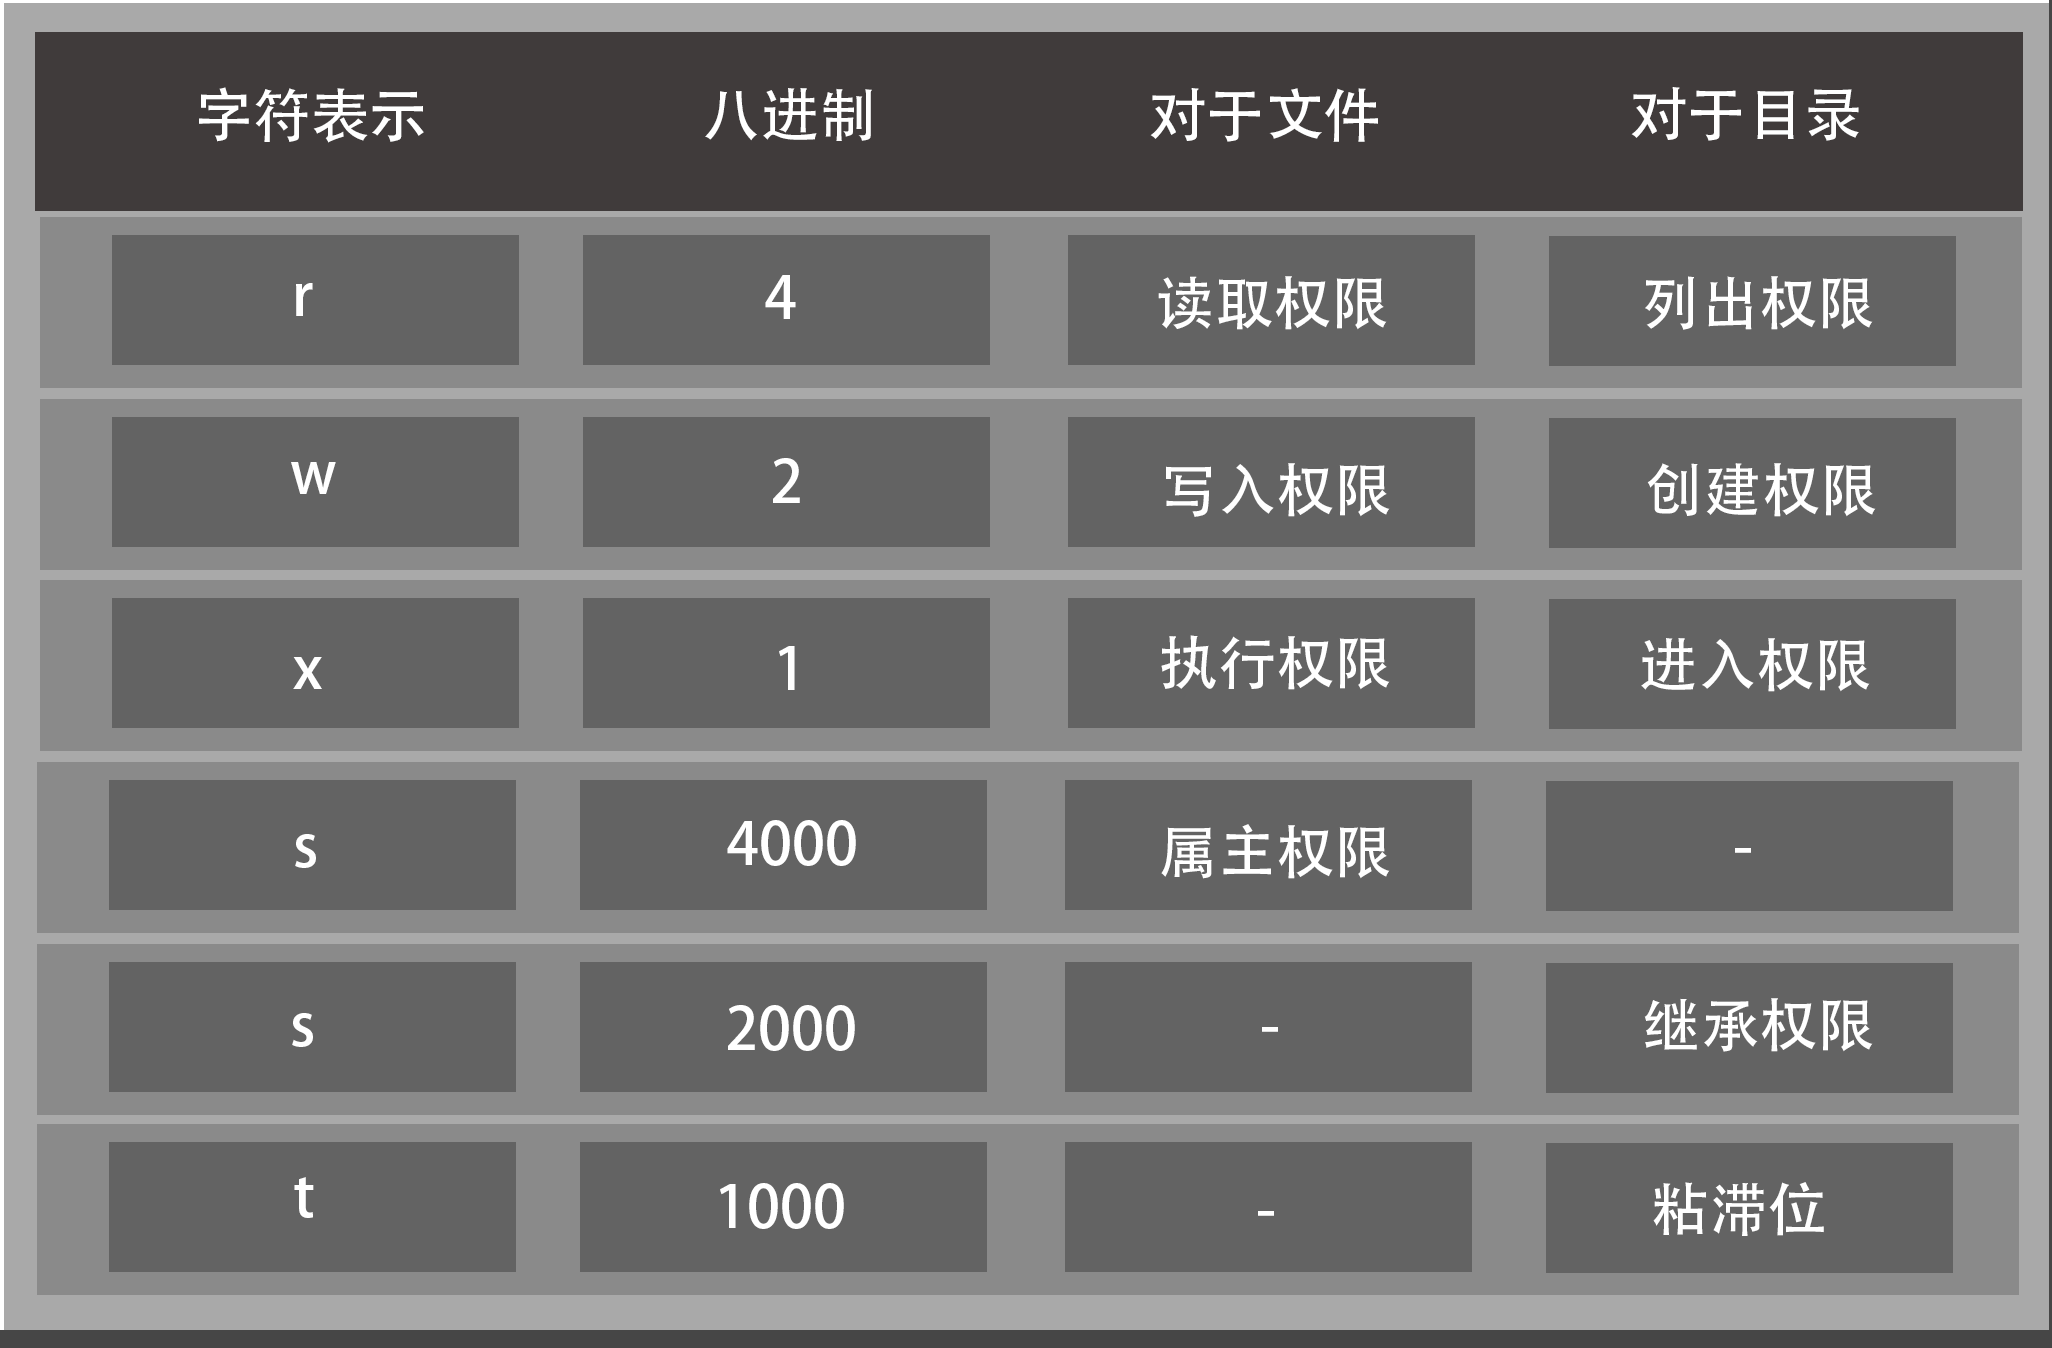 字符表示 八进制 对于文件 对于目录
r 4 读取权限 列出权限
w 2 写入权限 创建权限
x 1 执行权限 进入权限
s 4000 属主权限 -
s 2000 - 继承权限
t 1000 - 粘滞位